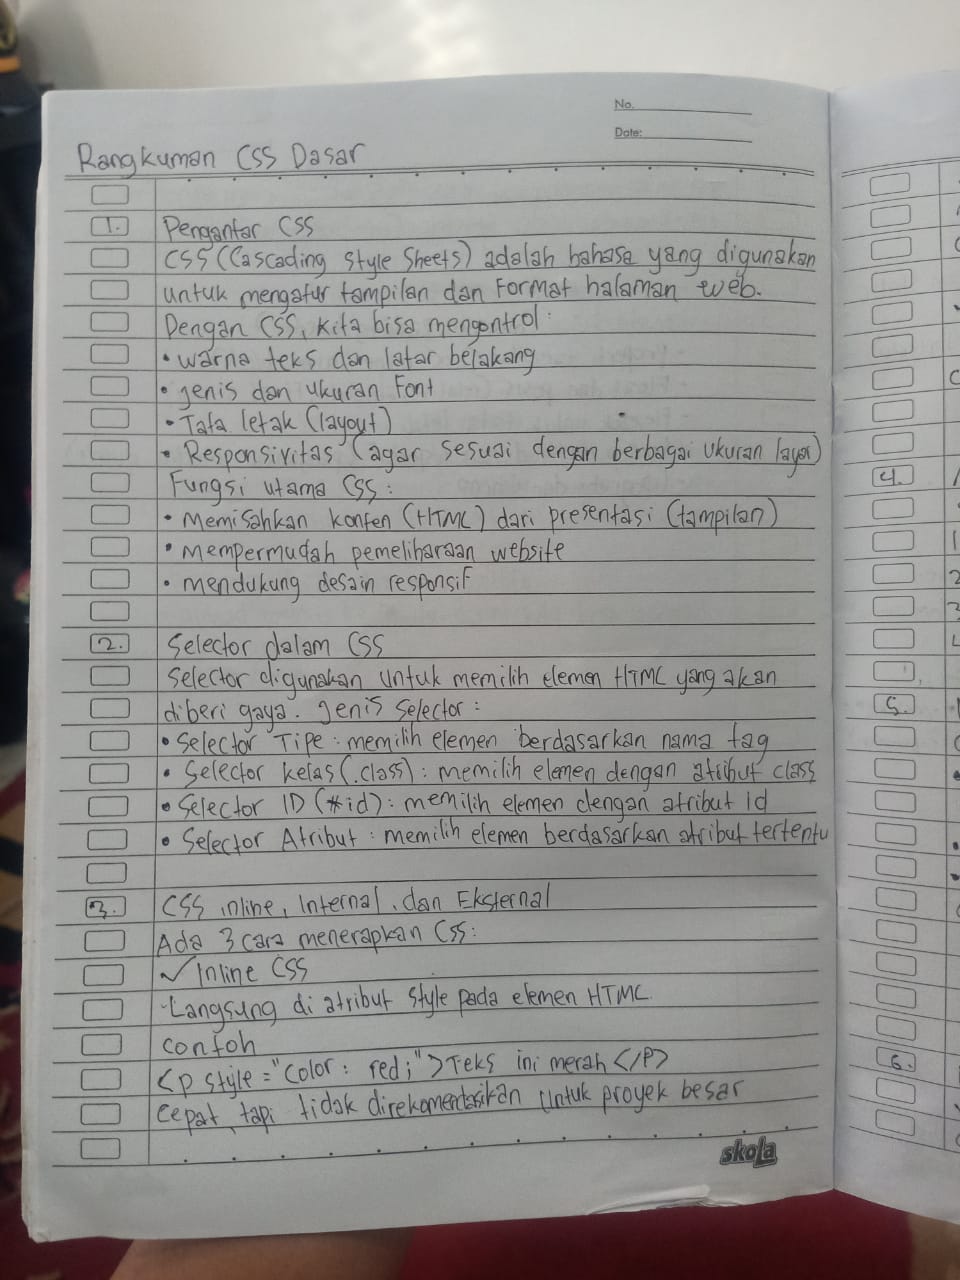 No.
Date:
Rangkuman CSS Dasar
1. Pengantar CSS
CSS (Cascading Style Sheets) adalah bahasa yang digunakan
untuk mengatur tampilan dan Format halaman web.
Dengan CSS, kita bisa mengontrol:
• warna teks dan latar belakang
• jenis dan ukuran Font
• Tata letak (layout)
• Responsivitas (agar sesuai dengan berbagai ukuran layar)
Fungsi utama CSS:
• Memisahkan konten (HTML) dari presentasi (tampilan)
• mempermudah pemeliharaan website
• mendukung desain responsif
2. Selector dalam CSS
Selector digunakan untuk memilih elemen HTML yang akan
diberi gaya. jenis selector:
• Selector Tipe: memilih elemen berdasarkan nama tag
• Selector kelas (.class): memilih elemen dengan atribut class
• Selector ID (#id): memilih elemen dengan atribut id
• Selector Atribut: memilih elemen berdasarkan atribut tertentu
3. CSS inline, Internal, dan Eksternal
Ada 3 cara menerapkan CSS:
✓ Inline CSS
-Langsung di atribut style pada elemen HTML.
contoh
<p style="color: red;">Teks ini merah</p>
cepat, tapi tidak direkomendasikan untuk proyek besar
skola
4.
5.
6.